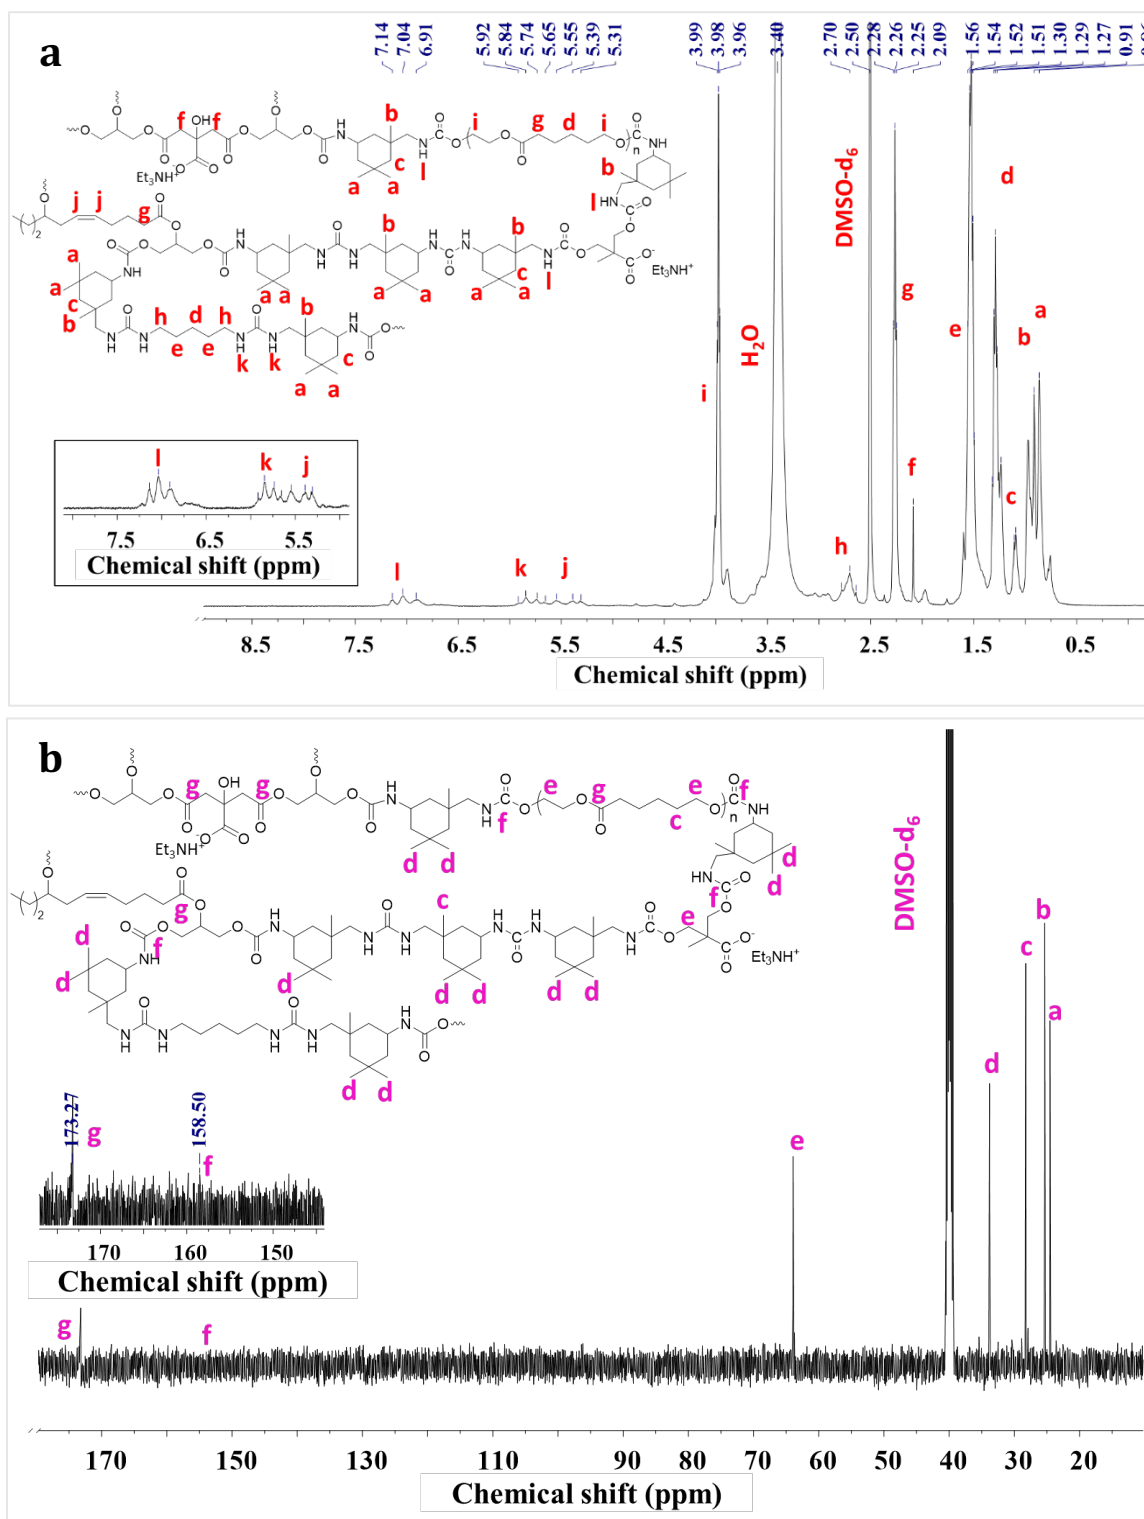 a
7.14 7.04 6.91 5.92 5.84 5.74 5.65 5.55 5.39 5.31 3.99 3.98 3.96 3.40 2.70 2.50 2.28 2.26 2.25 2.09 1.56 1.54 1.52 1.51 1.30 1.29 1.27 0.91
f OH f
b
i g d i
n
Et₃NH⁺
c
a a
l
b
j j g
l
b b b
a
a
c
b
a a
a a
c
a a
l
Et₃NH⁺
h d h
e e
k k
b
c
a a
DMSO-d₆
H₂O
i
h
g
f
e
d
c
b
a
l
k
j
l k j
7.5 6.5 5.5
Chemical shift (ppm)
8.5 7.5 6.5 5.5 4.5 3.5 2.5 1.5 0.5
Chemical shift (ppm)
b
g OH g
Et₃NH⁺
f
e g c e
n
f
d d
d
d
f
f
e
Et₃NH⁺
g
f
d
d
d
c
d d
d d
d d
DMSO-d₆
173.27 158.50
g
f
170 160 150
Chemical shift (ppm)
g
f
e
d
c
b
a
170 150 130 110 90 80 70 60 50 40 30 20
Chemical shift (ppm)